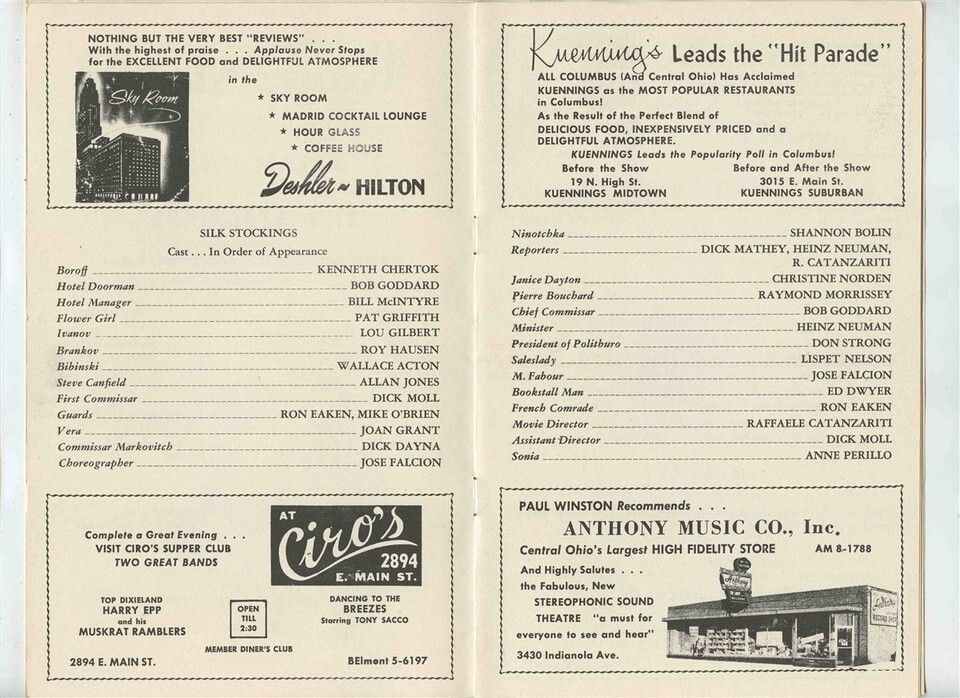 NOTHING BUT THE VERY BEST "REVIEWS" . . .
With the highest of praise . . . Applause Never Stops
for the EXCELLENT FOOD and DELIGHTFUL ATMOSPHERE
in the
Sky Room
★ SKY ROOM
★ MADRID COCKTAIL LOUNGE
★ HOUR GLASS
★ COFFEE HOUSE
Deshler ~ HILTON
SILK STOCKINGS
Cast . . . In Order of Appearance
Boroff KENNETH CHERTOK
Hotel Doorman BOB GODDARD
Hotel Manager BILL McINTYRE
Flower Girl PAT GRIFFITH
Ivanov LOU GILBERT
Brankov ROY HAUSEN
Bibinski WALLACE ACTON
Steve Canfield ALLAN JONES
First Commissar DICK MOLL
Guards RON EAKEN, MIKE O'BRIEN
Vera JOAN GRANT
Commissar Markovitch DICK DAYNA
Choreographer JOSE FALCION
Complete a Great Evening . . .
VISIT CIRO'S SUPPER CLUB
TWO GREAT BANDS
AT
Ciro's
2894
E. MAIN ST.
TOP DIXIELAND
HARRY EPP
and his
MUSKRAT RAMBLERS
OPEN
TILL
2:30
DANCING TO THE
BREEZES
Starring TONY SACCO
MEMBER DINER'S CLUB
2894 E. MAIN ST. BElmont 5-6197
Kuenning's Leads the "Hit Parade"
ALL COLUMBUS (And Central Ohio) Has Acclaimed
KUENNINGS as the MOST POPULAR RESTAURANTS
in Columbus!
As the Result of the Perfect Blend of
DELICIOUS FOOD, INEXPENSIVELY PRICED and a
DELIGHTFUL ATMOSPHERE.
KUENNINGS Leads the Popularity Poll in Columbus!
Before the Show Before and After the Show
19 N. High St. 3015 E. Main St.
KUENNINGS MIDTOWN KUENNINGS SUBURBAN
Ninotchka SHANNON BOLIN
Reporters DICK MATHEY, HEINZ NEUMAN,
R. CATANZARITI
Janice Dayton CHRISTINE NORDEN
Pierre Bouchard RAYMOND MORRISSEY
Chief Commissar BOB GODDARD
Minister HEINZ NEUMAN
President of Politburo DON STRONG
Saleslady LISPET NELSON
M. Fabour JOSE FALCION
Bookstall Man ED DWYER
French Comrade RON EAKEN
Movie Director RAFFAELE CATANZARITI
Assistant Director DICK MOLL
Sonia ANNE PERILLO
PAUL WINSTON Recommends . . .
ANTHONY MUSIC CO., Inc.
Central Ohio's Largest HIGH FIDELITY STORE AM 8-1788
And Highly Salutes . . .
the Fabulous, New
STEREOPHONIC SOUND
THEATRE "a must for
everyone to see and hear"
3430 Indianola Ave.
Anthony
RECORD SHOP